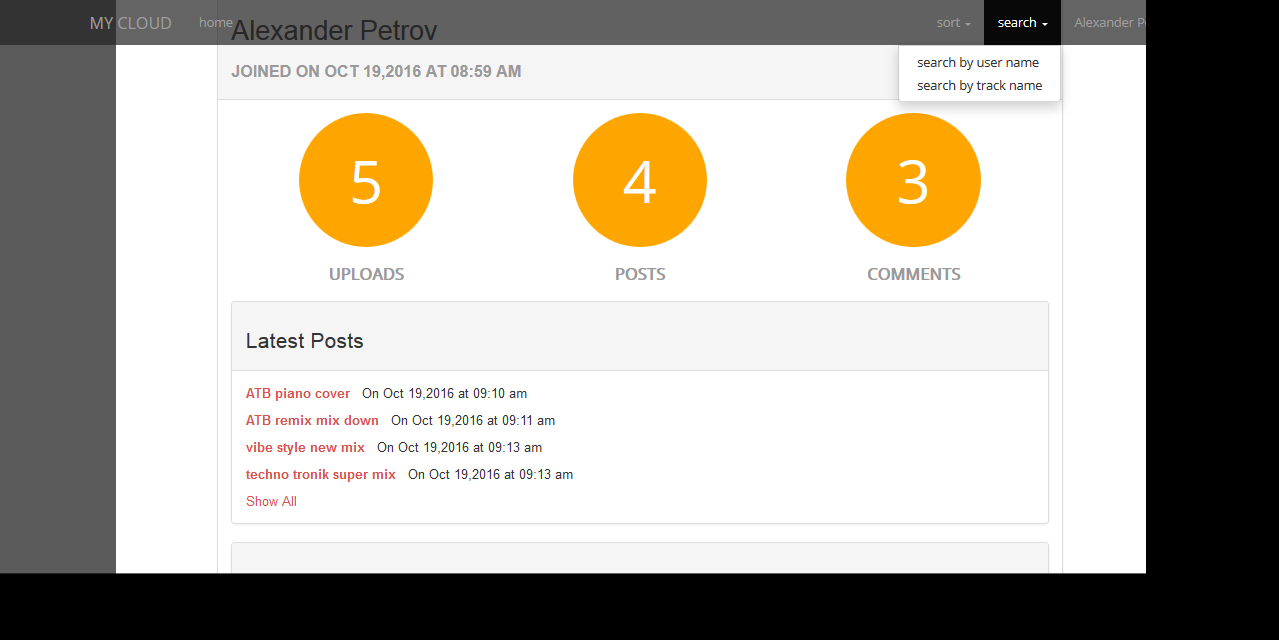 MY CLOUD home sort search Alexander P
Alexander Petrov
search by user name
search by track name
JOINED ON OCT 19,2016 AT 08:59 AM
5 4 3
UPLOADS POSTS COMMENTS
Latest Posts
ATB piano cover On Oct 19,2016 at 09:10 am
ATB remix mix down On Oct 19,2016 at 09:11 am
vibe style new mix On Oct 19,2016 at 09:13 am
techno tronik super mix On Oct 19,2016 at 09:13 am
Show All